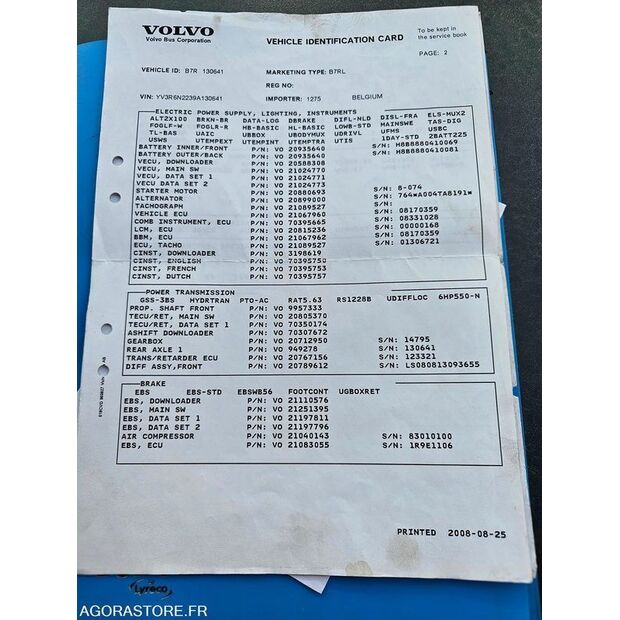 VOLVO
Volvo Bus Corporation
VEHICLE IDENTIFICATION CARD
To be kept in
the service book
PAGE: 2
VEHICLE ID: B7R 130641 MARKETING TYPE: B7RL
REG NO:
VIN: YV3R6N2239A130641 IMPORTER: 1275 BELGIUM
ELECTRIC POWER SUPPLY, LIGHTING, INSTRUMENTS
ALT2X100 BRKN-BR DATA-LOG DBRAKE DIFL-NLD DISL-FRA ELS-MUX2
FOGLF-W FOGLR-R HB-BASIC HL-BASIC LOWB-STD MAINSWE TAS-DIG
TL-BAS UAIC UBBOX UBODYMUX UDRIVL UFMS USBC
USWS UTEMPEXT UTEMPINT UTEMPTRA UTIS 1DAY-STD 2BATT225
BATTERY INNER/FRONT P/N: VO 20935640 S/N: H8B8880410069
BATTERY OUTER/BACK P/N: VO 20935640 S/N: H8B8880410081
VECU, DOWNLOADER P/N: VO 20588308
VECU, MAIN SW P/N: VO 21024770
VECU, DATA SET 1 P/N: VO 21024771
VECU DATA SET 2 P/N: VO 21024773
STARTER MOTOR P/N: VO 20880693 S/N: 8-074
ALTERNATOR P/N: VO 20899000 S/N: 764WA004TA8191W
TACHOGRAPH P/N: VO 21089527 S/N:
VEHICLE ECU P/N: VO 21067960 S/N: 08170359
COMB INSTRUMENT, ECU P/N: VO 70395665 S/N: 08331028
LCM, ECU P/N: VO 20815236 S/N: 00000168
BBM, ECU P/N: VO 21067962 S/N: 08170359
ECU, TACHO P/N: VO 21089527 S/N: 01306721
CINST, DOWNLOADER P/N: VO 3198619
CINST, ENGLISH P/N: VO 70395750
CINST, FRENCH P/N: VO 70395753
CINST, DUTCH P/N: VO 70395757
POWER TRANSMISSION
GSS-3BS HYDRTRAN PTO-AC RAT5.63 RS1228B UDIFFLOC 6HP550-N
PROP. SHAFT FRONT P/N: VO 9957333
TECU/RET, MAIN SW P/N: VO 20805370
TECU/RET, DATA SET 1 P/N: VO 70350174
ASHIFT DOWNLOADER P/N: VO 70307672
GEARBOX P/N: VO 20712950 S/N: 14795
REAR AXLE 1 P/N: VO 949278 S/N: 130641
TRANS/RETARDER ECU P/N: VO 20767156 S/N: 123321
DIFF ASSY,FRONT P/N: VO 20789612 S/N: LS080813093655
BRAKE
EBS EBS-STD EBSWB56 FOOTCONT UGBOXRET
EBS, DOWNLOADER P/N: VO 21110576
EBS, MAIN SW P/N: VO 21251395
EBS, DATA SET 1 P/N: VO 21197811
EBS, DATA SET 2 P/N: VO 21197796
AIR COMPRESSOR P/N: VO 21040143 S/N: 83010100
EBS, ECU P/N: VO 21083055 S/N: 1R9E1106
PRINTED 2008-08-25
Lyreco
AGORASTORE.FR